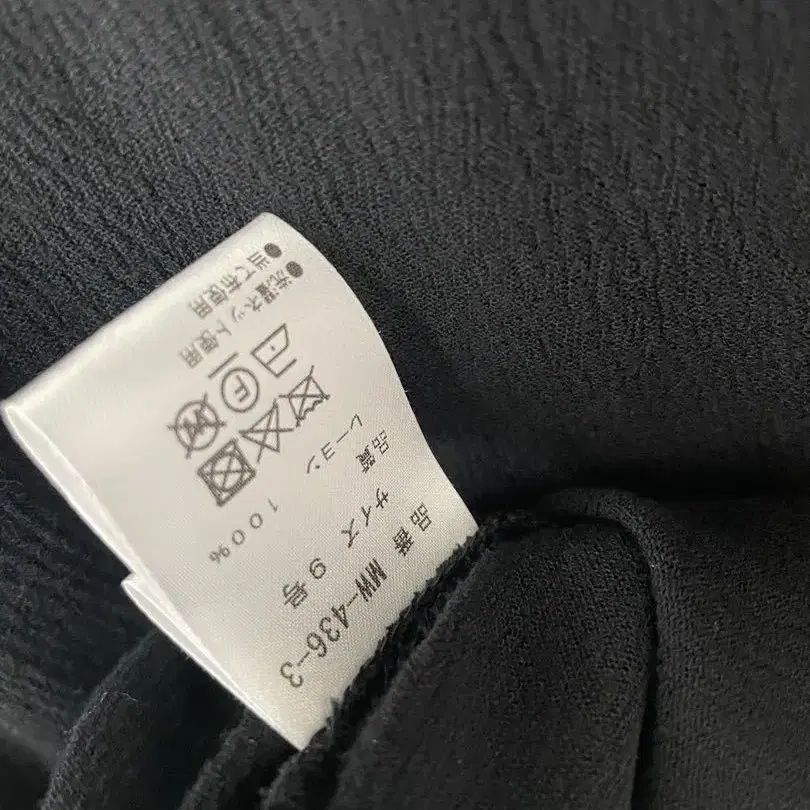 品番 MW-436-3
サイズ 9号
品質
レーヨン 100%
F
W
●洗濯ネット使用
●当て布使用